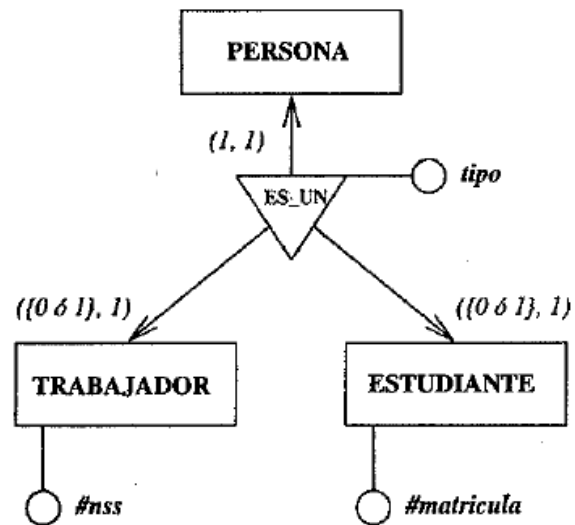 PERSONA
(1, 1)
ES_UN
tipo
({0 ó 1}, 1)
({0 ó 1}, 1)
TRABAJADOR
ESTUDIANTE
#nss
#matricula